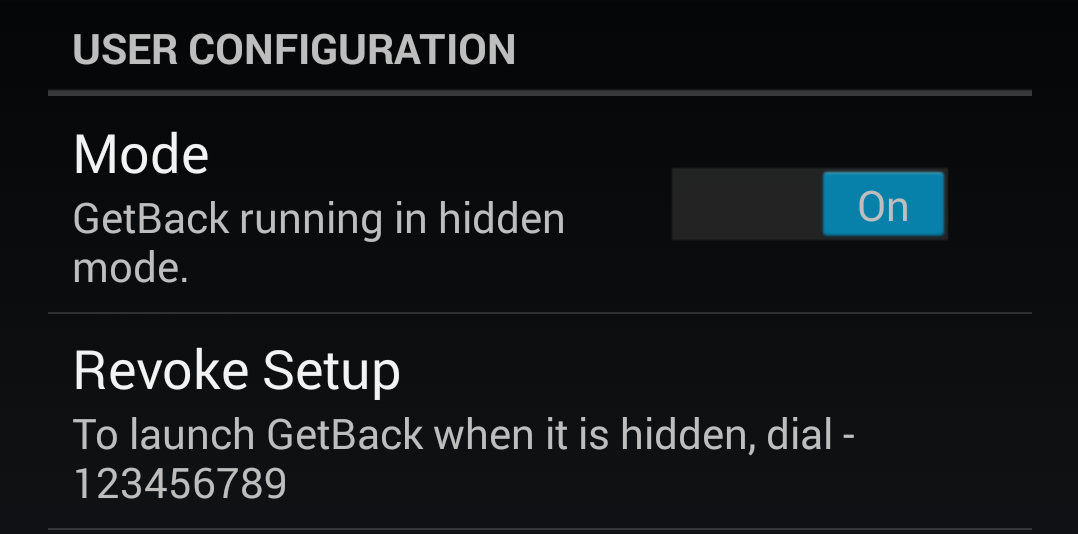 USER CONFIGURATION
Mode
GetBack running in hidden
mode.
On
Revoke Setup
To launch GetBack when it is hidden, dial -
123456789